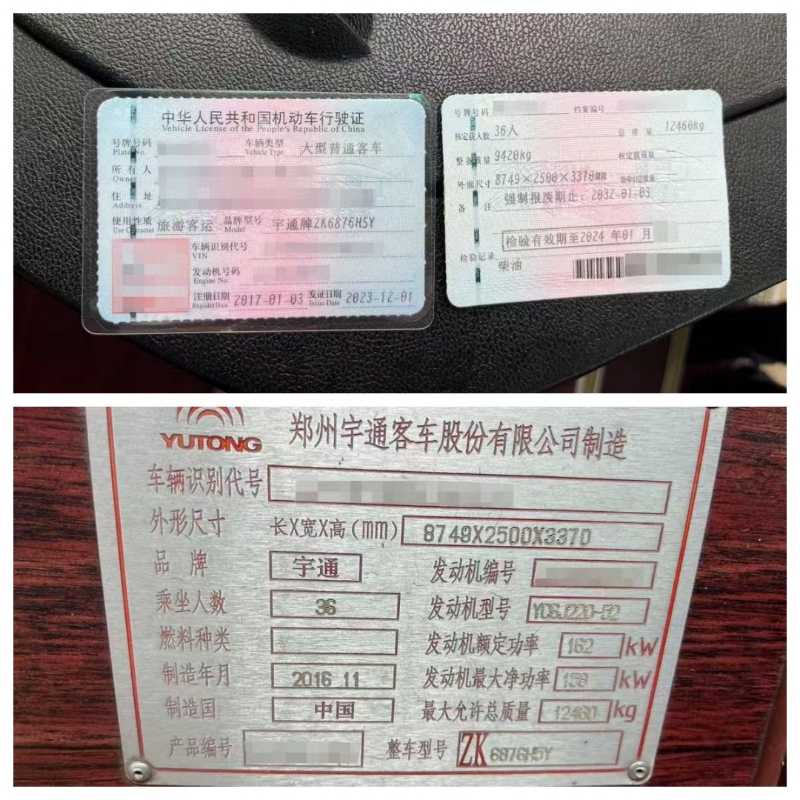 中华人民共和国机动车行驶证
Vehicle License of the People's Republic of China
号牌号码
Plate No.
车辆类型 大型普通客车
Vehicle Type
所有人
Owner
住址
Address
使用性质 旅游客运 品牌型号 宇通牌ZK6876H5Y
Use Character Model
车辆识别代号
VIN
发动机号码
Engine No.
注册日期 2017-01-03 发证日期 2023-12-01
Register Date Issue Date
号牌号码 档案编号
核定载人数 36人 总质量 12460kg
整备质量 9420kg 核定载质量
外廓尺寸 8749×2500×3370
备注 强制报废期止：2032-01-03
检验有效期至2024年01月
检验记录
柴油
YUTONG 郑州宇通客车股份有限公司制造
车辆识别代号
外形尺寸 长X宽X高(mm) 8749X2500X3370
品牌 宇通 发动机编号
乘坐人数 36 发动机型号
燃料种类 发动机额定功率 162 kW
制造年月 2016 11 发动机最大净功率 kW
制造国 中国 最大允许总质量 12460 kg
产品编号 整车型号 ZK 6876H5Y